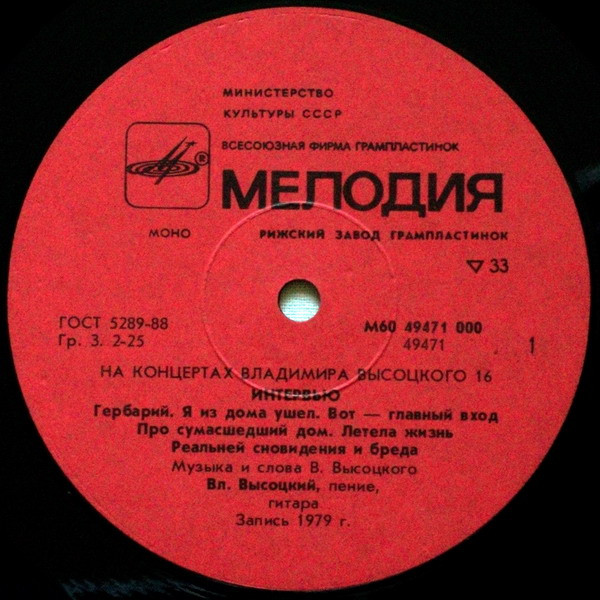 МИНИСТЕРСТВО
КУЛЬТУРЫ СССР
ВСЕСОЮЗНАЯ ФИРМА ГРАМПЛАСТИНОК
®
МЕЛОДИЯ
МОНО
РИЖСКИЙ ЗАВОД ГРАМПЛАСТИНОК
▽ 33
ГОСТ 5289-88
Гр. 3. 2-25
М60 49471 000
49471
1
НА КОНЦЕРТАХ ВЛАДИМИРА ВЫСОЦКОГО 16
ИНТЕРВЬЮ
Гербарий. Я из дома ушел. Вот — главный вход
Про сумасшедший дом. Летела жизнь
Реальней сновидения и бреда
Музыка и слова В. Высоцкого
Вл. Высоцкий, пение,
гитара
Запись 1979 г.